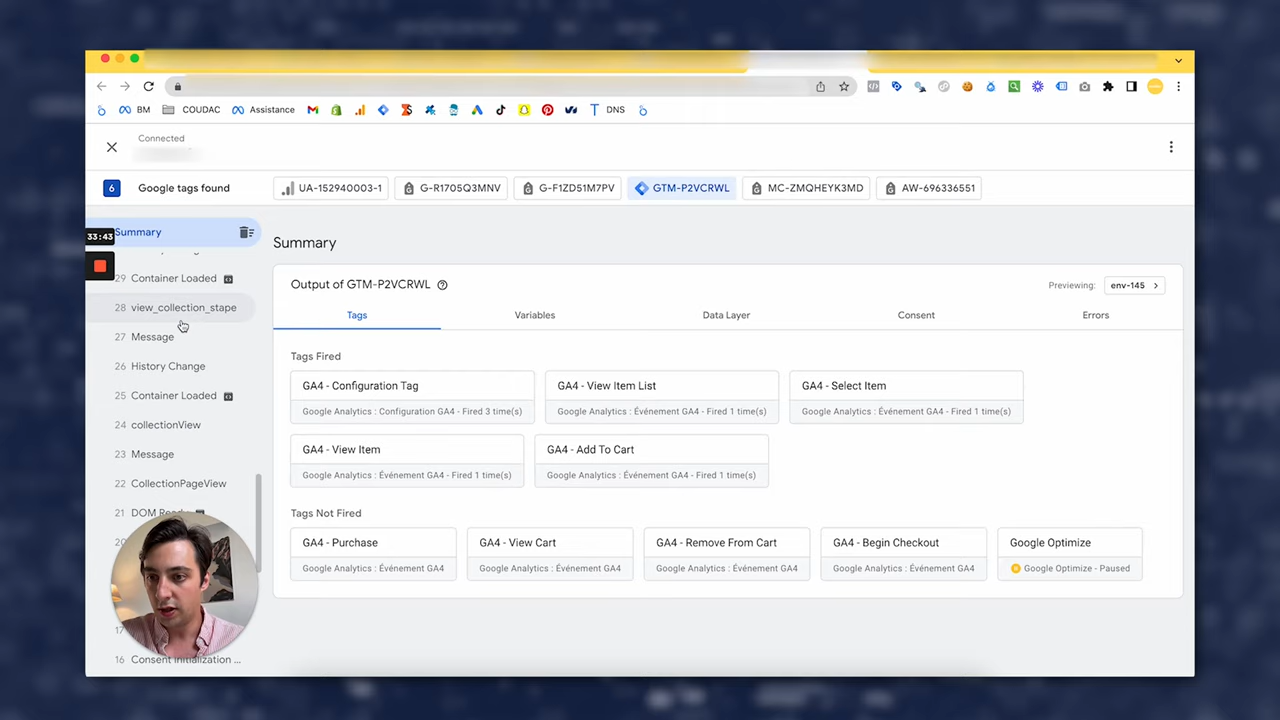 BM
COUDAC
Assistance
DNS
Connected
6
Google tags found
UA-152940003-1
G-R1705Q3MNV
G-F1ZD51M7PV
GTM-P2VCRWL
MC-ZMQHEYK3MD
AW-696336551
Summary
33:43
29 Container Loaded
28 view_collection_stape
27 Message
26 History Change
25 Container Loaded
24 collectionView
23 Message
22 CollectionPageView
21 DOM
16 Consent Initialization ...
Summary
Output of GTM-P2VCRWL
Previewing: env-145
Tags
Variables
Data Layer
Consent
Errors
Tags Fired
GA4 - Configuration Tag
Google Analytics : Configuration GA4 - Fired 3 time(s)
GA4 - View Item List
Google Analytics : Événement GA4 - Fired 1 time(s)
GA4 - Select Item
Google Analytics : Événement GA4 - Fired 1 time(s)
GA4 - View Item
Google Analytics : Événement GA4 - Fired 1 time(s)
GA4 - Add To Cart
Google Analytics : Événement GA4 - Fired 1 time(s)
Tags Not Fired
GA4 - Purchase
Google Analytics : Événement GA4
GA4 - View Cart
Google Analytics : Événement GA4
GA4 - Remove From Cart
Google Analytics : Événement GA4
GA4 - Begin Checkout
Google Analytics : Événement GA4
Google Optimize
Google Optimize - Paused